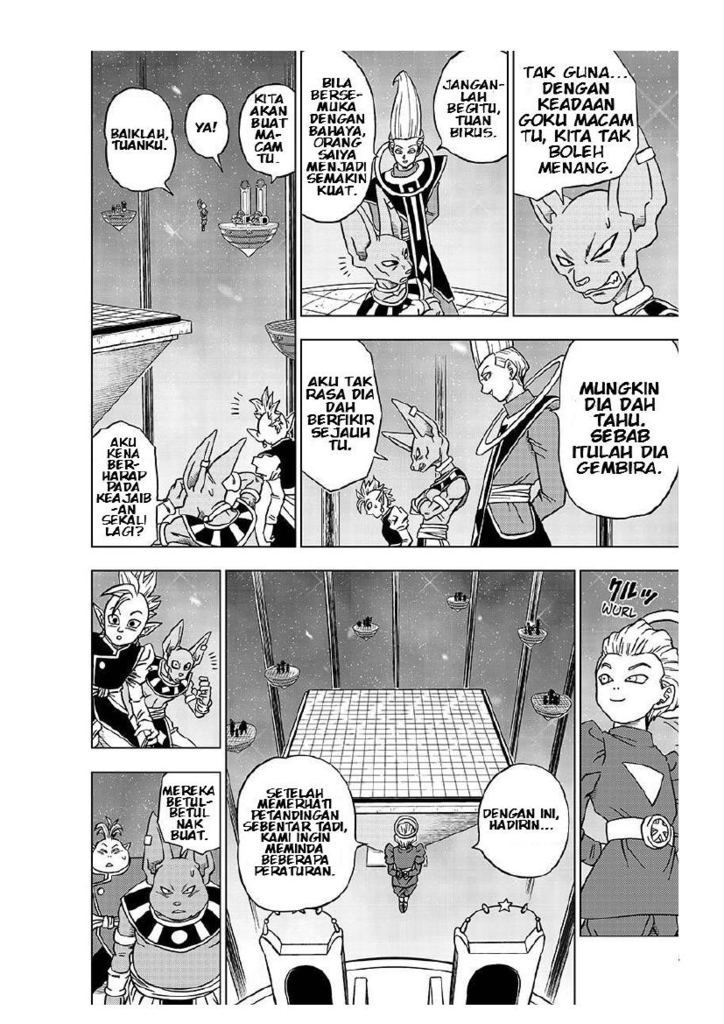 TAK GUNA...
DENGAN
KEADAAN
GOKU MACAM
TU, KITA TAK
BOLEH
MENANG.
JANGAN-
LAH
BEGITU,
TUAN
BIRUS.
BILA
BERSE-
MUKA
DENGAN
BAHAYA,
ORANG
SAIYA
MENJADI
SEMAKIN
KUAT.
KITA
AKAN
BUAT
MA-
CAM
TU.
YA!
BAIKLAH,
TUANKU.
MUNGKIN
DIA DAH
TAHU.
SEBAB
ITULAH DIA
GEMBIRA.
AKU TAK
RASA DIA
DAH
BERFIKIR
SEJAUH
TU.
AKU
KENA
BER-
HARAP
PADA
KEAJAIB
-AN
SEKALI
LAGI?
クルッ
WURL
DENGAN INI,
HADIRIN...
SETELAH
MEMERHATI
PETANDINGAN
SEBENTAR TADI,
KAMI INGIN
MEMINDA
BEBERAPA
PERATURAN.
MEREKA
BETUL-
BETUL
NAK
BUAT.